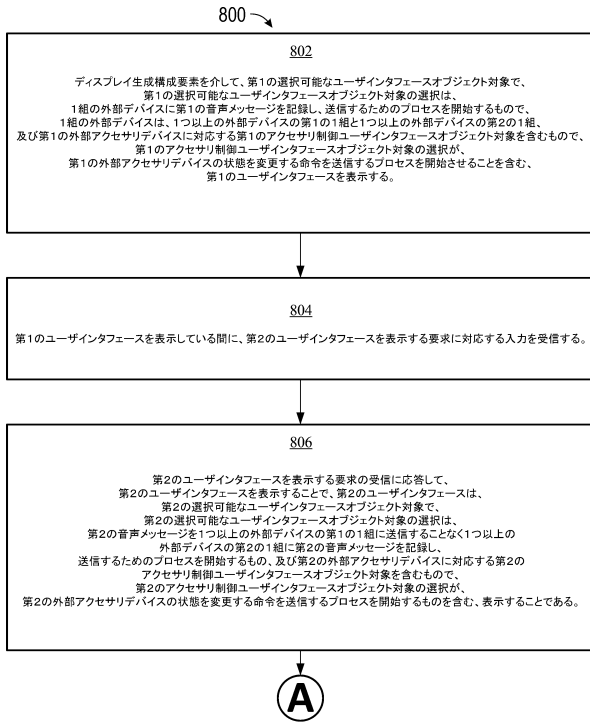 800
802
ディスプレイ生成構成要素を介して、第1の選択可能なユーザインタフェースオブジェクト対象で、
第1の選択可能なユーザインタフェースオブジェクト対象の選択は、
1組の外部デバイスに第1の音声メッセージを記録し、送信するためのプロセスを開始するもので、
1組の外部デバイスは、1つ以上の外部デバイスの第1の1組と1つ以上の外部デバイスの第2の1組、
及び第1の外部アクセサリデバイスに対応する第1のアクセサリ制御ユーザインタフェースオブジェクト対象を含むもので、
第1のアクセサリ制御ユーザインタフェースオブジェクト対象の選択が、
第1の外部アクセサリデバイスの状態を変更する命令を送信するプロセスを開始させることを含む、
第1のユーザインタフェースを表示する。
804
第1のユーザインタフェースを表示している間に、第2のユーザインタフェースを表示する要求に対応する入力を受信する。
806
第2のユーザインタフェースを表示する要求の受信に応答して、
第2のユーザインタフェースを表示することで、第2のユーザインタフェースは、
第2の選択可能なユーザインタフェースオブジェクト対象で、
第2の選択可能なユーザインタフェースオブジェクト対象の選択は、
第2の音声メッセージを1つ以上の外部デバイスの第1の1組に送信することなく1つ以上の
外部デバイスの第2の1組に第2の音声メッセージを記録し、
送信するためのプロセスを開始するもの、及び第2の外部アクセサリデバイスに対応する第2の
アクセサリ制御ユーザインタフェースオブジェクト対象を含むもので、
第2のアクセサリ制御ユーザインタフェースオブジェクト対象の選択が、
第2の外部アクセサリデバイスの状態を変更する命令を送信するプロセスを開始するものを含む、表示することである。
A